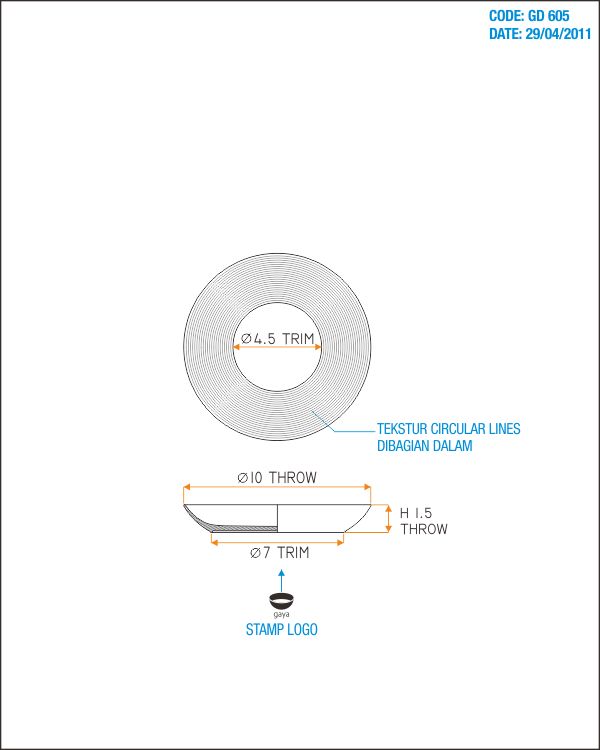 CODE: GD 605
DATE: 29/04/2011
Ø4.5 TRIM
TEKSTUR CIRCULAR LINES
DIBAGIAN DALAM
Ø10 THROW
H 1.5
THROW
Ø7 TRIM
gaya
STAMP LOGO